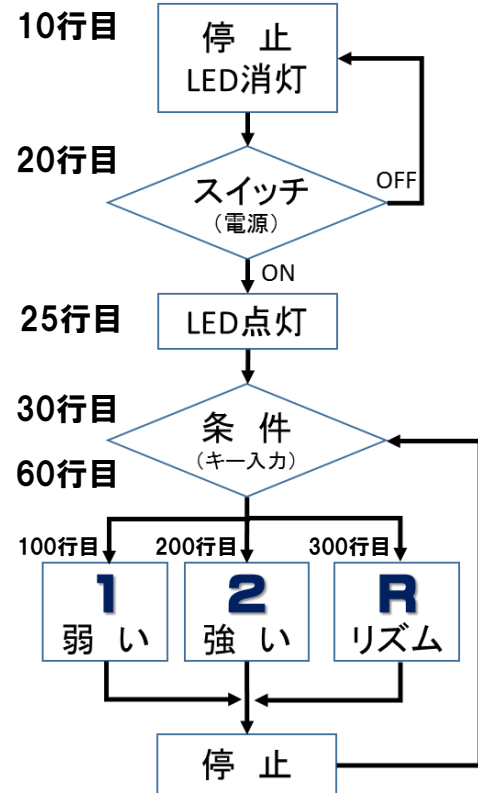 10行目
停 止
LED消灯
20行目
スイッチ
(電源)
OFF
ON
25行目
LED点灯
30行目
条 件
(キー入力)
60行目
100行目
200行目
300行目
1
弱 い
2
強 い
R
リズム
停 止